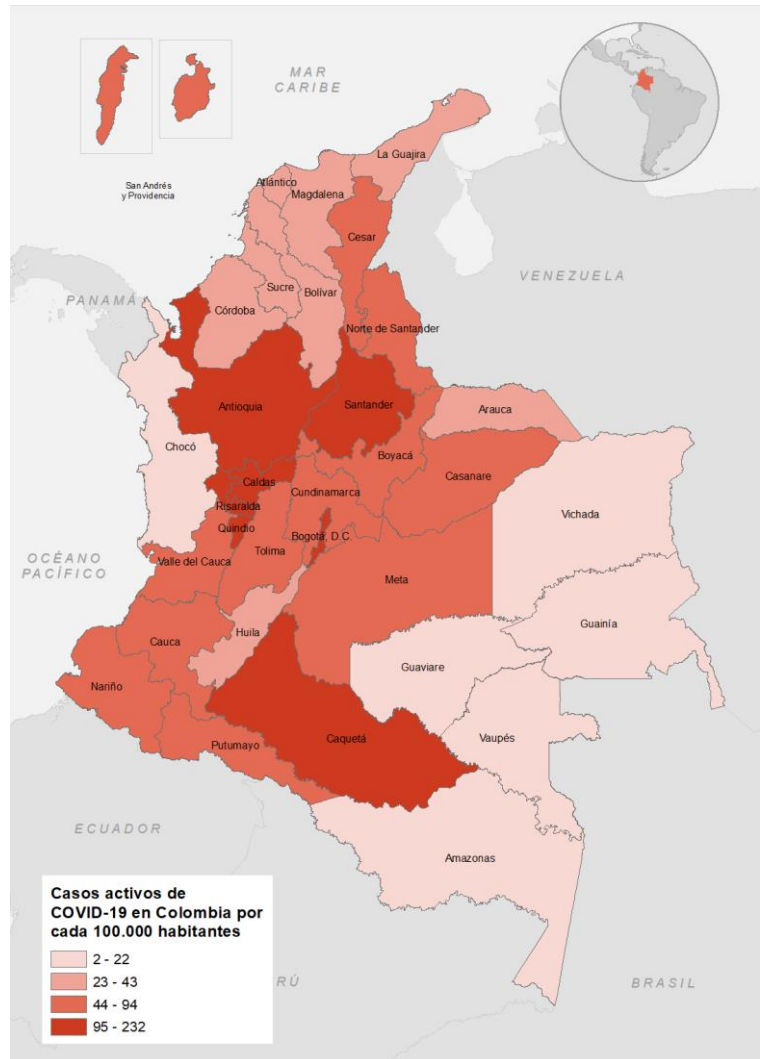 MAR
CARIBE
La Guajira
Atlántico
Magdalena
San Andrés
y Providencia
Cesar
VENEZUELA
Sucre
Bolívar
PANAMÁ
Córdoba
Norte de Santander
Antioquia
Santander
Arauca
Chocó
Boyacá
Caldas
Cundinamarca
Casanare
Risaralda
Vichada
Quindío
Bogotá, D.C.
OCÉANO
PACÍFICO
Tolima
Valle del Cauca
Meta
Guainía
Huila
Cauca
Guaviare
Nariño
Vaupés
Caquetá
Putumayo
ECUADOR
Amazonas
Casos activos de
COVID-19 en Colombia por
cada 100.000 habitantes
2 - 22
23 - 43
44 - 94
95 - 232
RÚ
BRASIL